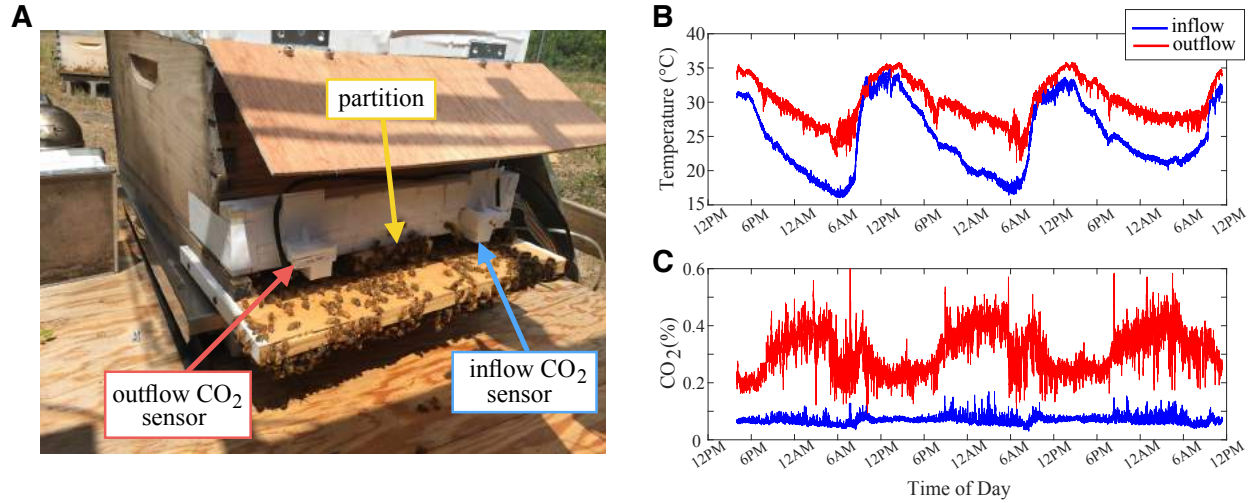 A
partition
outflow CO2
sensor
inflow CO2
sensor
B
inflow
outflow
Temperature (°C)
40
35
30
25
20
15
12PM 6PM 12AM 6AM 12PM 6PM 12AM 6AM 12PM 6PM 12AM 6AM 12PM
C
CO2(%)
0.6
0.4
0.2
0
12PM 6PM 12AM 6AM 12PM 6PM 12AM 6AM 12PM 6PM 12AM 6AM 12PM
Time of Day